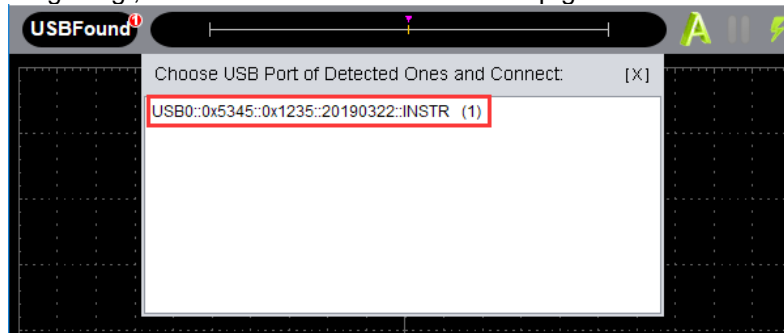 USBFound 1
A
Choose USB Port of Detected Ones and Connect: [X]
USB0::0x5345::0x1235::20190322::INSTR (1)